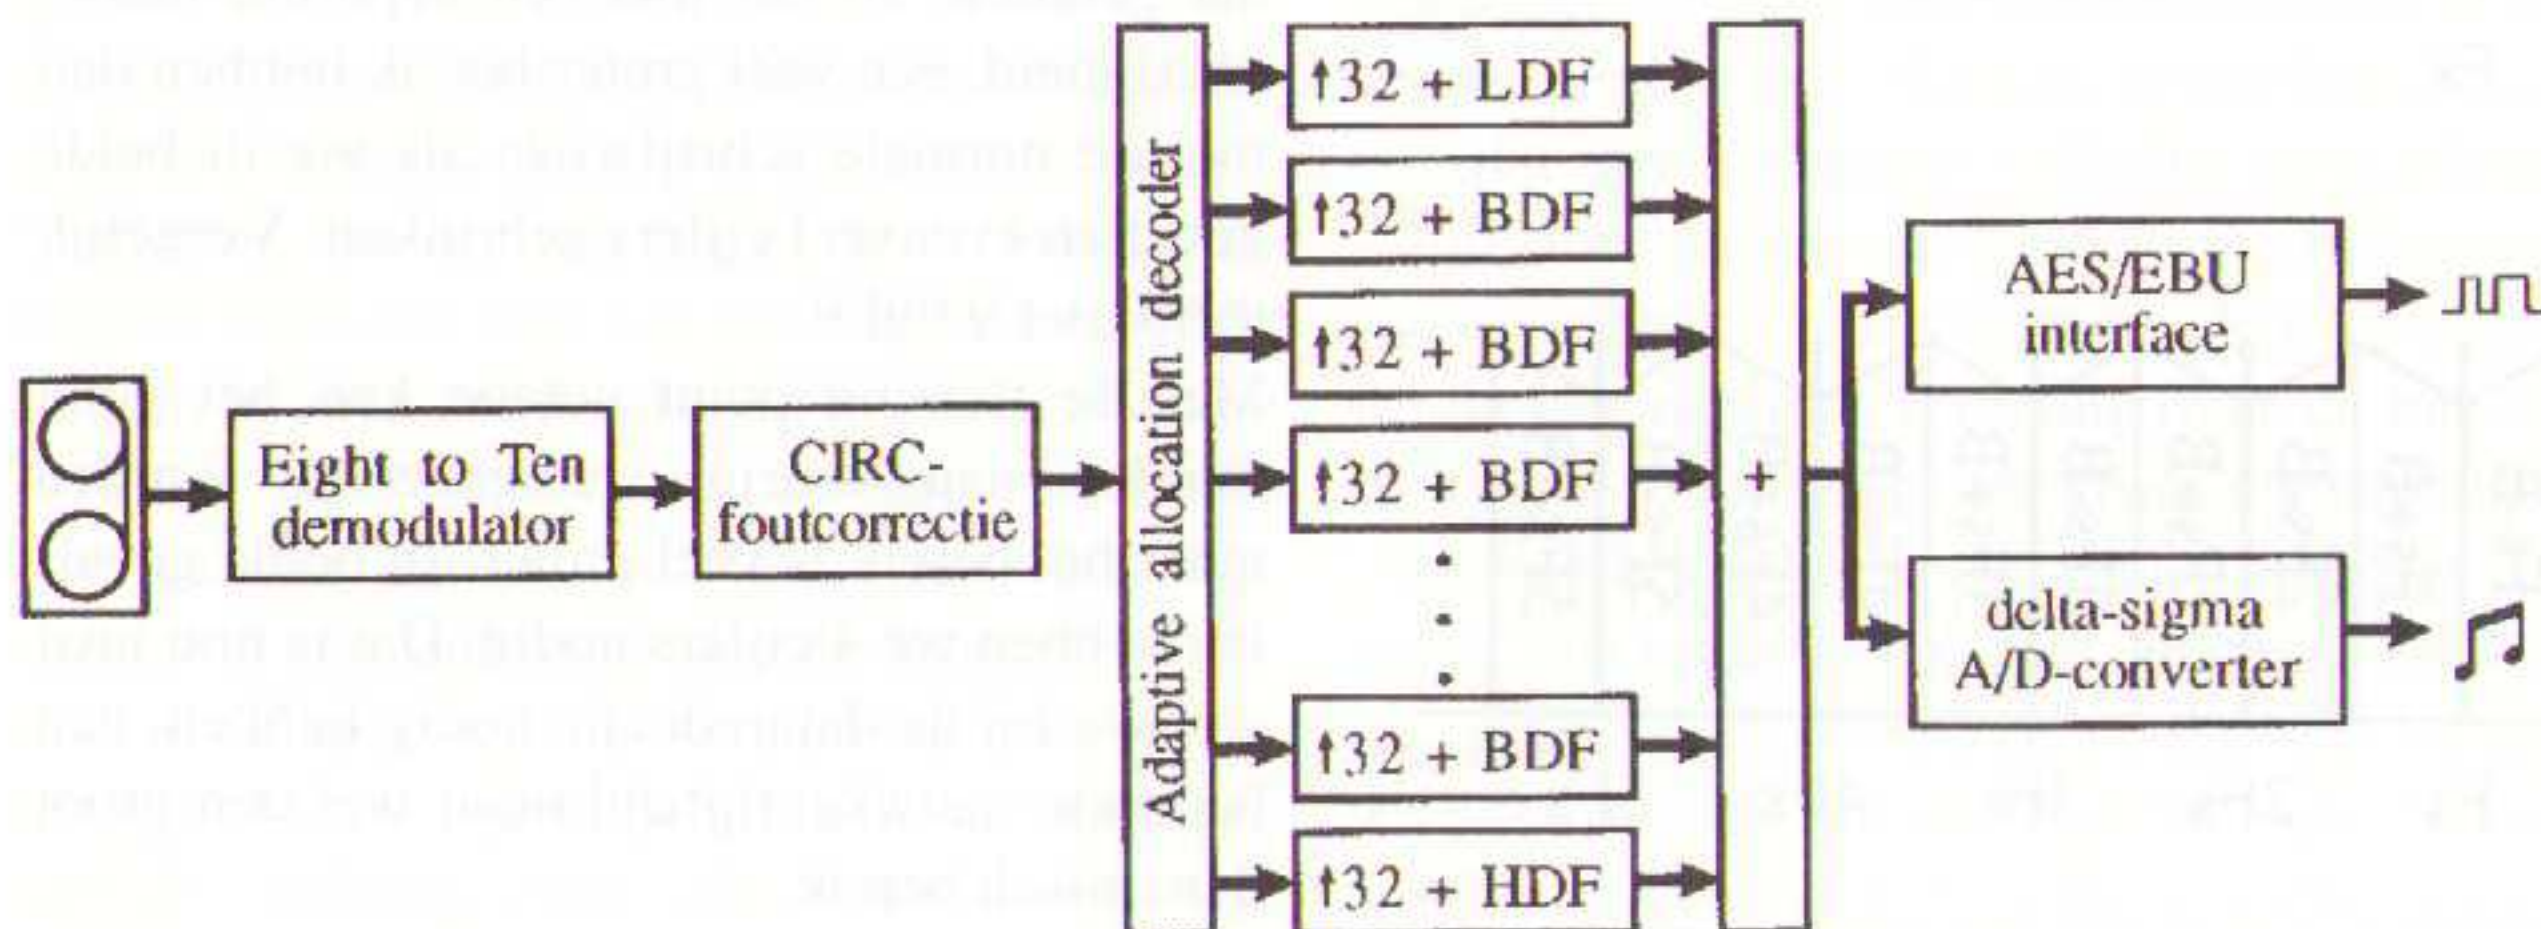 Eight to Ten
demodulator
CIRC-
foutcorrectie
Adaptive allocation decoder
↑32 + LDF
↑32 + BDF
↑32 + BDF
↑32 + BDF
↑32 + BDF
↑32 + HDF
+
AES/EBU
interface
delta-sigma
A/D-converter